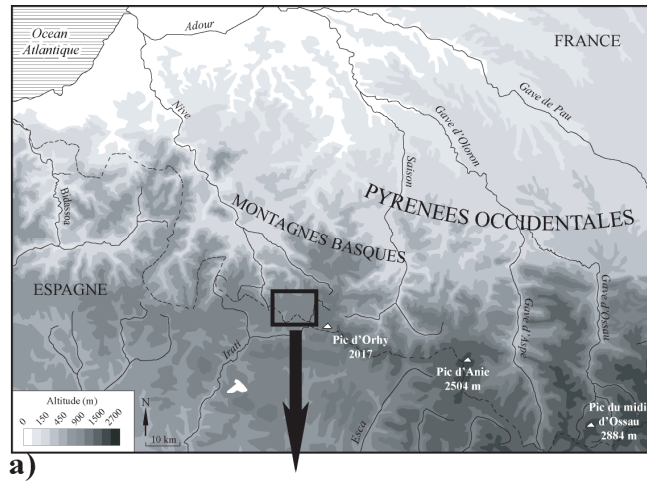 Ocean
Atlantique
Adour
FRANCE
Nive
Gave de Pau
Gave d'Oloron
Saison
Bidassoa
PYRENEES OCCIDENTALES
MONTAGNES BASQUES
ESPAGNE
Gave d'Aspe
Gave d'Ossau
Irati
Pic d'Orhy
2017
Pic d'Anie
2504 m
Esca
Pic du midi
d'Ossau
2884 m
Altitude (m)
0 150 450 900 1500 2700
N
10 km
a)